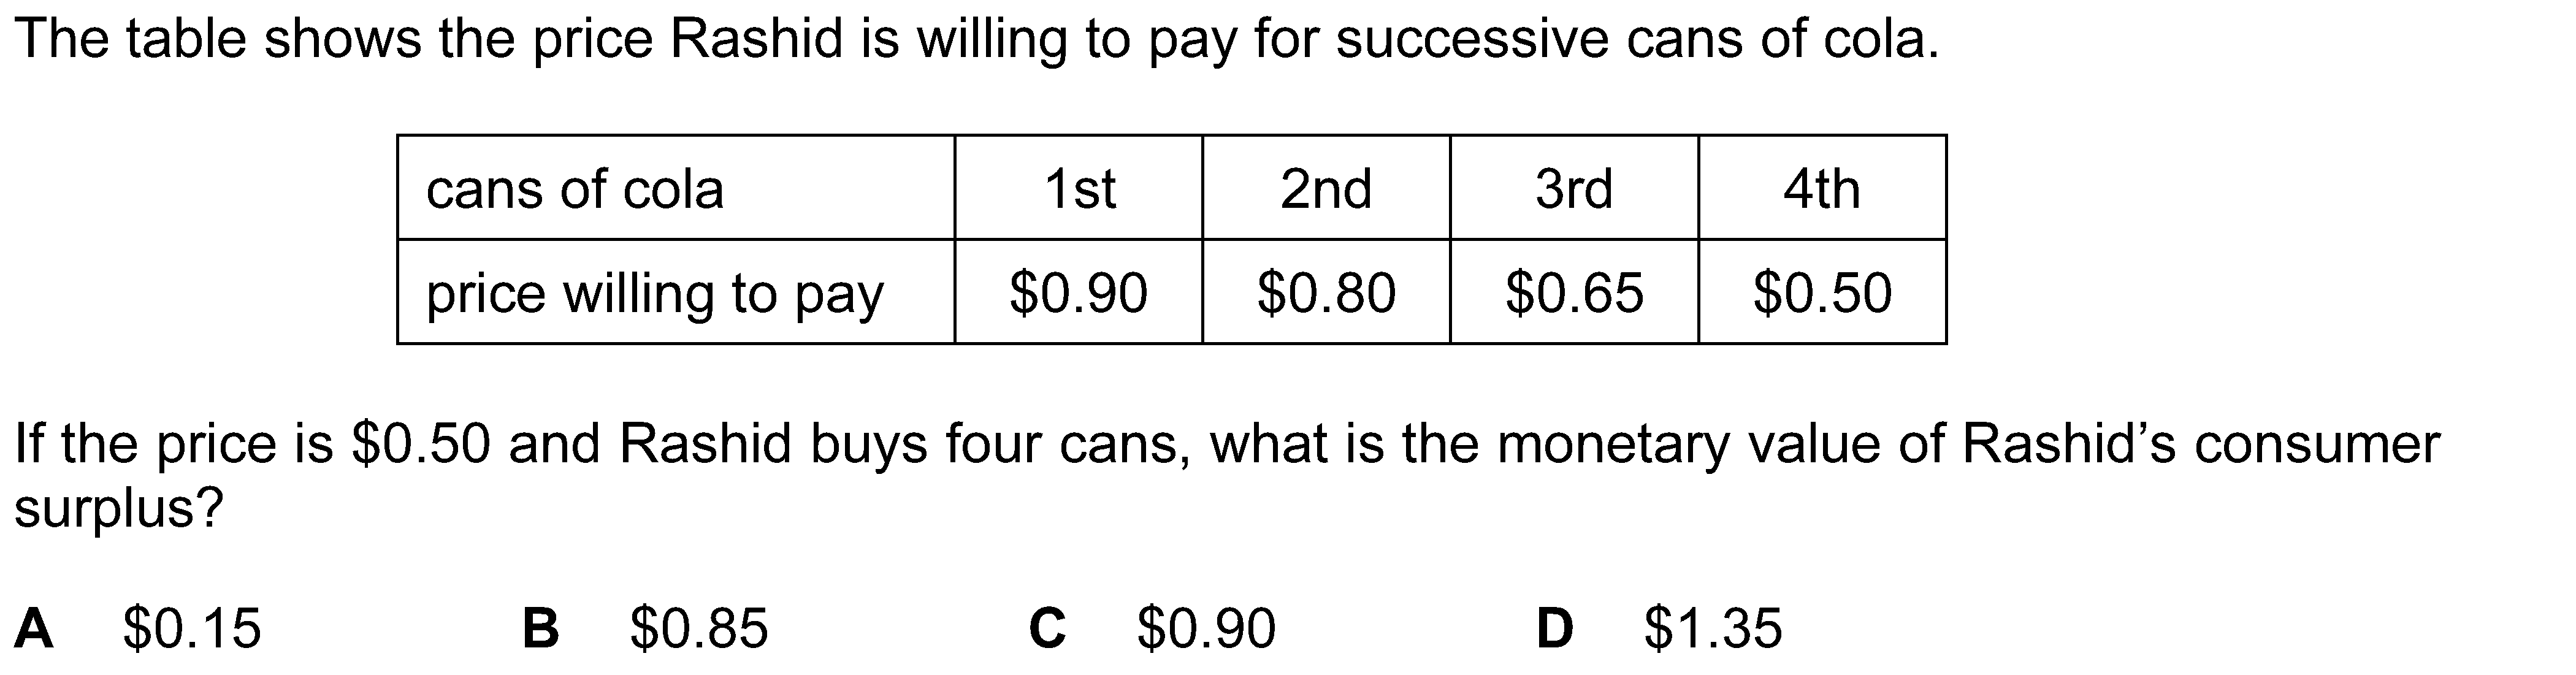 The table shows the price Rashid is willing to pay for successive cans of cola.
cans of cola 1st 2nd 3rd 4th
price willing to pay $0.90 $0.80 $0.65 $0.50
If the price is $0.50 and Rashid buys four cans, what is the monetary value of Rashid’s consumer
surplus?
A $0.15 B $0.85 C $0.90 D $1.35